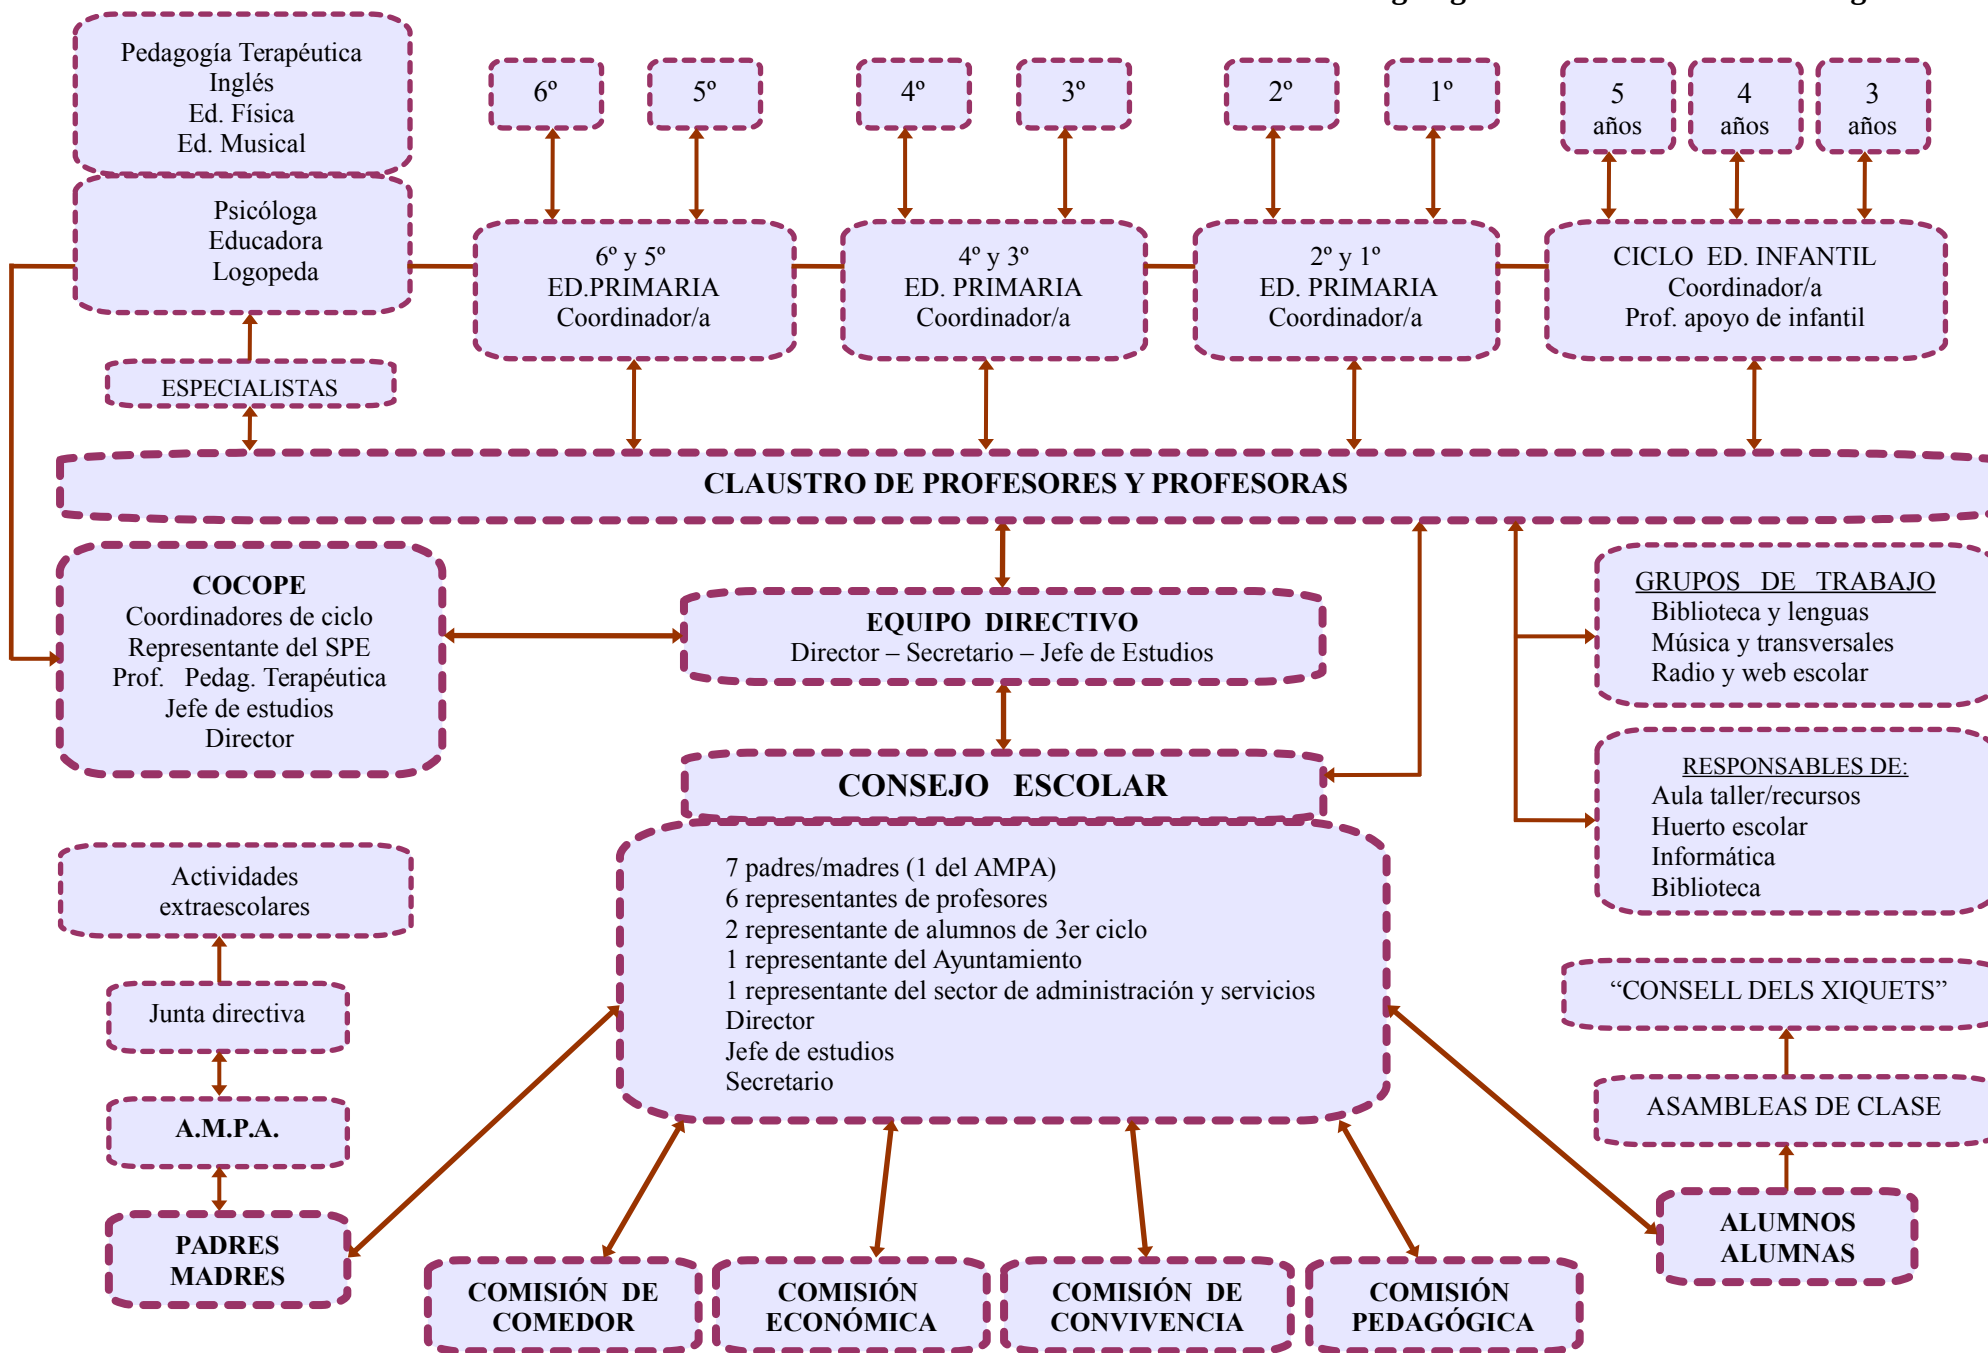 Pedagogía Terapéutica
Inglés
Ed. Física
Ed. Musical
6º
5º
4º
3º
2º
1º
5
años
4
años
3
años
Psicóloga
Educadora
Logopeda
6º y 5º
ED.PRIMARIA
Coordinador/a
4º y 3º
ED. PRIMARIA
Coordinador/a
2º y 1º
ED. PRIMARIA
Coordinador/a
CICLO ED. INFANTIL
Coordinador/a
Prof. apoyo de infantil
ESPECIALISTAS
CLAUSTRO DE PROFESORES Y PROFESORAS
COCOPE
Coordinadores de ciclo
Representante del SPE
Prof. Pedag. Terapéutica
Jefe de estudios
Director
EQUIPO DIRECTIVO
Director – Secretario – Jefe de Estudios
GRUPOS DE TRABAJO
Biblioteca y lenguas
Música y transversales
Radio y web escolar
RESPONSABLES DE:
Aula taller/recursos
Huerto escolar
Informática
Biblioteca
CONSEJO ESCOLAR
7 padres/madres (1 del AMPA)
6 representantes de profesores
2 representante de alumnos de 3er ciclo
1 representante del Ayuntamiento
1 representante del sector de administración y servicios
Director
Jefe de estudios
Secretario
Actividades
extraescolares
Junta directiva
A.M.P.A.
PADRES
MADRES
“CONSELL DELS XIQUETS”
ASAMBLEAS DE CLASE
ALUMNOS
ALUMNAS
COMISIÓN DE
COMEDOR
COMISIÓN
ECONÓMICA
COMISIÓN DE
CONVIVENCIA
COMISIÓN
PEDAGÓGICA